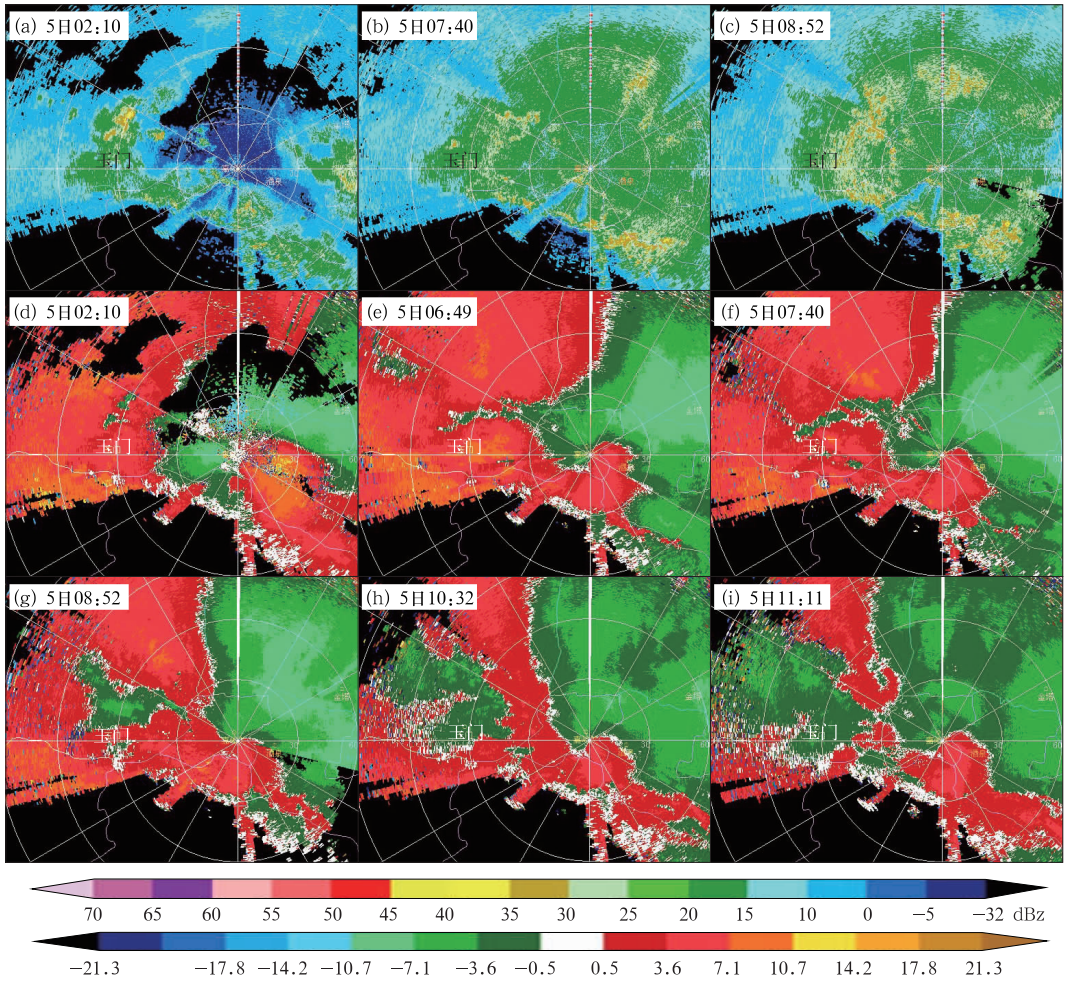 (a) 5日02:10
(b) 5日07:40
(c) 5日08:52
玉门
玉门
玉门
(d) 5日02:10
(e) 5日06:49
(f) 5日07:40
玉门
玉门
玉门
(g) 5日08:52
(h) 5日10:32
(i) 5日11:11
玉门
玉门
玉门
70 65 60 55 50 45 40 35 30 25 20 15 10 0 −5 −32 dBz
−21.3 −17.8 −14.2 −10.7 −7.1 −3.6 −0.5 0.5 3.6 7.1 10.7 14.2 17.8 21.3